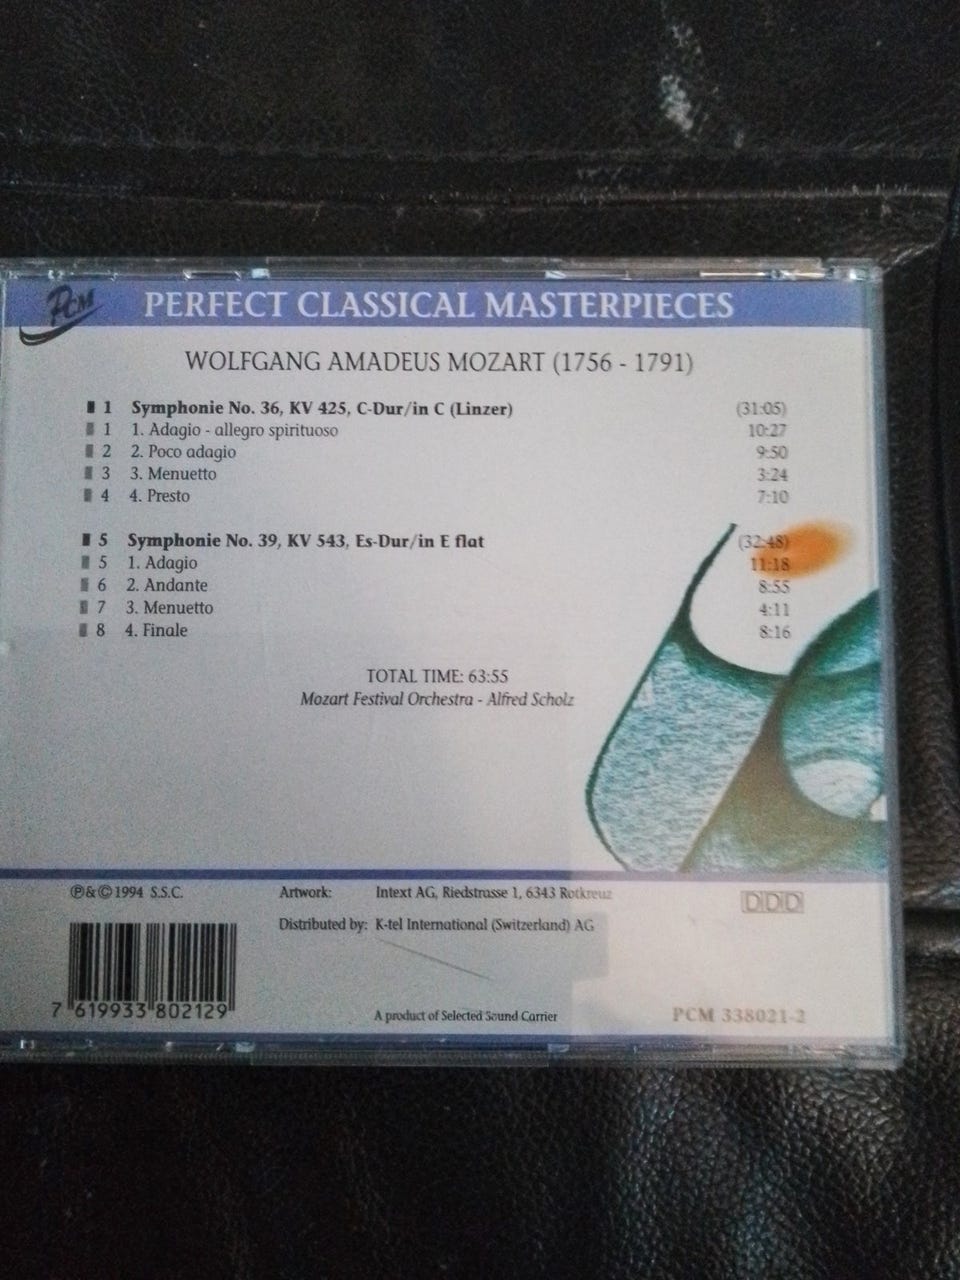 PCM PERFECT CLASSICAL MASTERPIECES
WOLFGANG AMADEUS MOZART (1756 - 1791)
1 Symphonie No. 36, KV 425, C-Dur/in C (Linzer) (31:05)
1 1. Adagio - allegro spirituoso 10:27
2 2. Poco adagio 9:50
3 3. Menuetto 3:24
4 4. Presto 7:10
5 Symphonie No. 39, KV 543, Es-Dur/in E flat (32:48)
5 1. Adagio 11:18
6 2. Andante 8:55
7 3. Menuetto 4:11
8 4. Finale 8:16
TOTAL TIME: 63:55
Mozart Festival Orchestra - Alfred Scholz
℗&©1994 S.S.C. Artwork: Intext AG, Riedstrasse 1, 6343 Rotkreuz DDD
Distributed by: K-tel International (Switzerland) AG
7 619933 802129
A product of Selected Sound Carrier PCM 338021-2